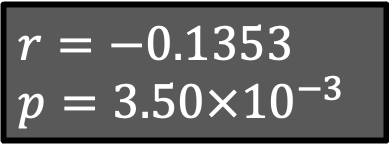 r = −0.1353
p = 3.50×10⁻³